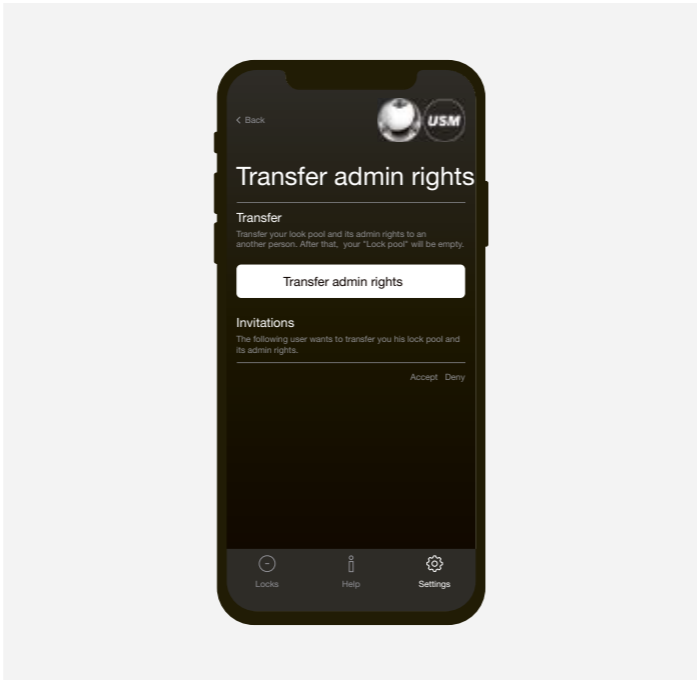 Back
USM
Transfer admin rights
Transfer
Transfer your look pool and its admin rights to an
another person. After that, your "Lock pool" will be empty.
Transfer admin rights
Invitations
The following user wants to transfer you his lock pool and
its admin rights.
Accept Deny
Locks Help Settings